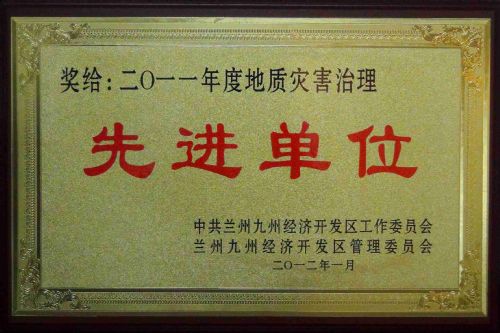 奖给:二〇一一年度地质灾害治理
先进单位
中共兰州九州经济开发区工作委员会
兰州九州经济开发区管理委员会
二〇一二年一月